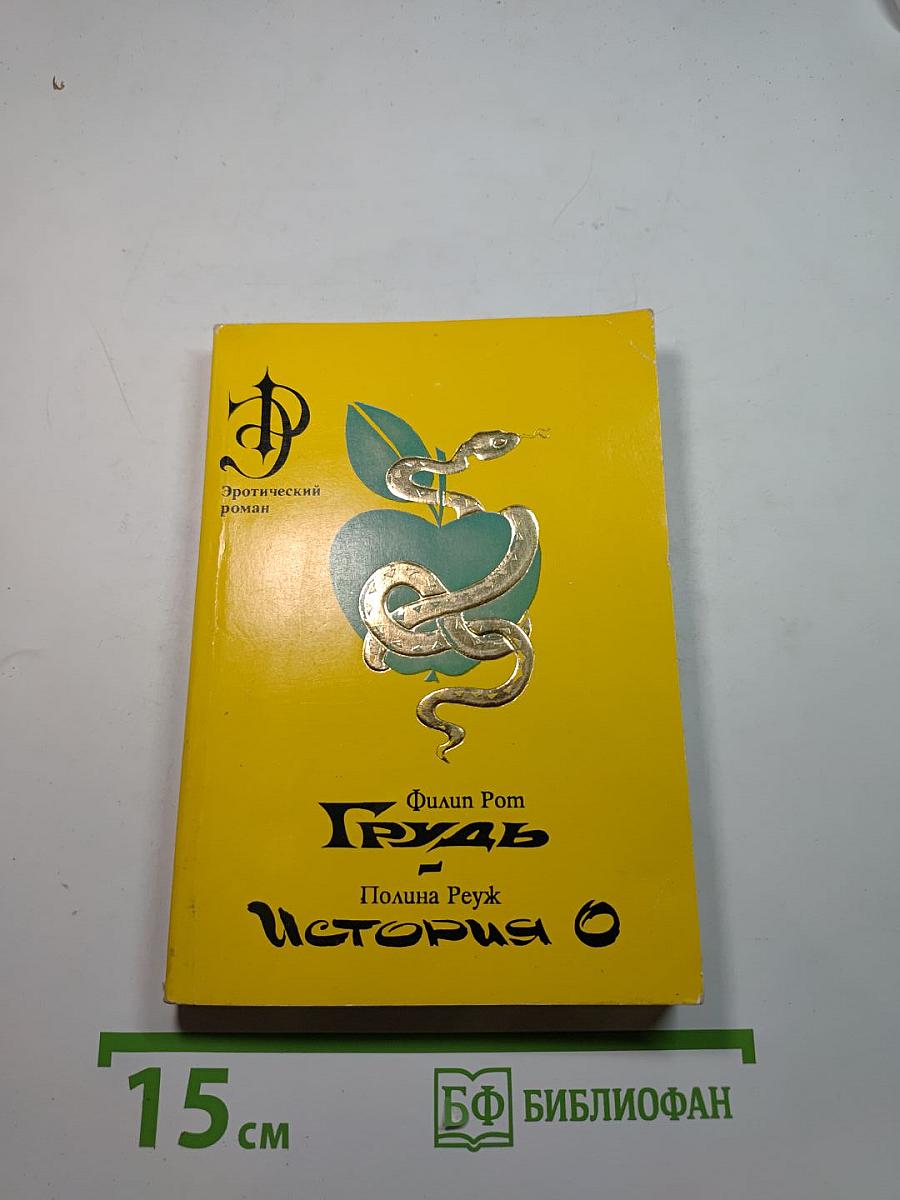 ЭР
Эротический
роман
Филип Рот
Грудь
-
Полина Реуж
История О
15 см
БФ БИБЛИОФАН